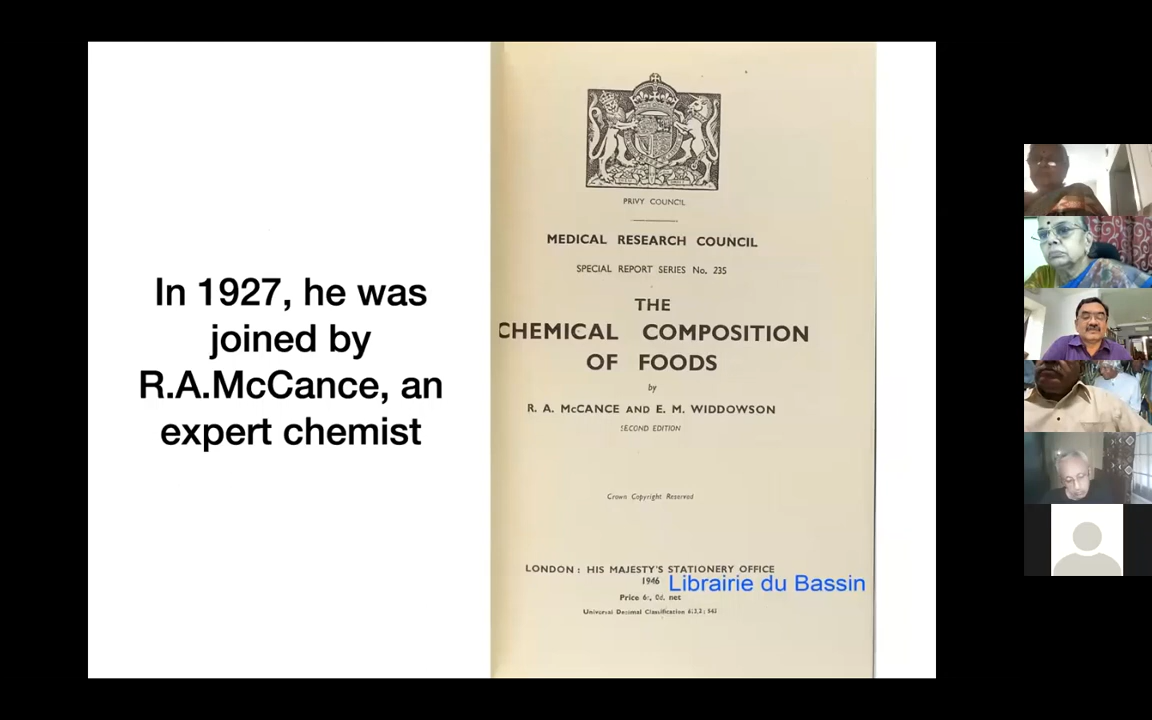 In 1927, he was
joined by
R.A.McCance, an
expert chemist
PRIVY COUNCIL
MEDICAL RESEARCH COUNCIL
SPECIAL REPORT SERIES No. 235
THE
CHEMICAL COMPOSITION
OF FOODS
by
R. A. McCANCE AND E. M. WIDDOWSON
SECOND EDITION
Crown Copyright Reserved
LONDON: HIS MAJESTY'S STATIONERY OFFICE
1946
Librairie du Bassin
Price 6s. 0d. net
Universal Decimal Classification